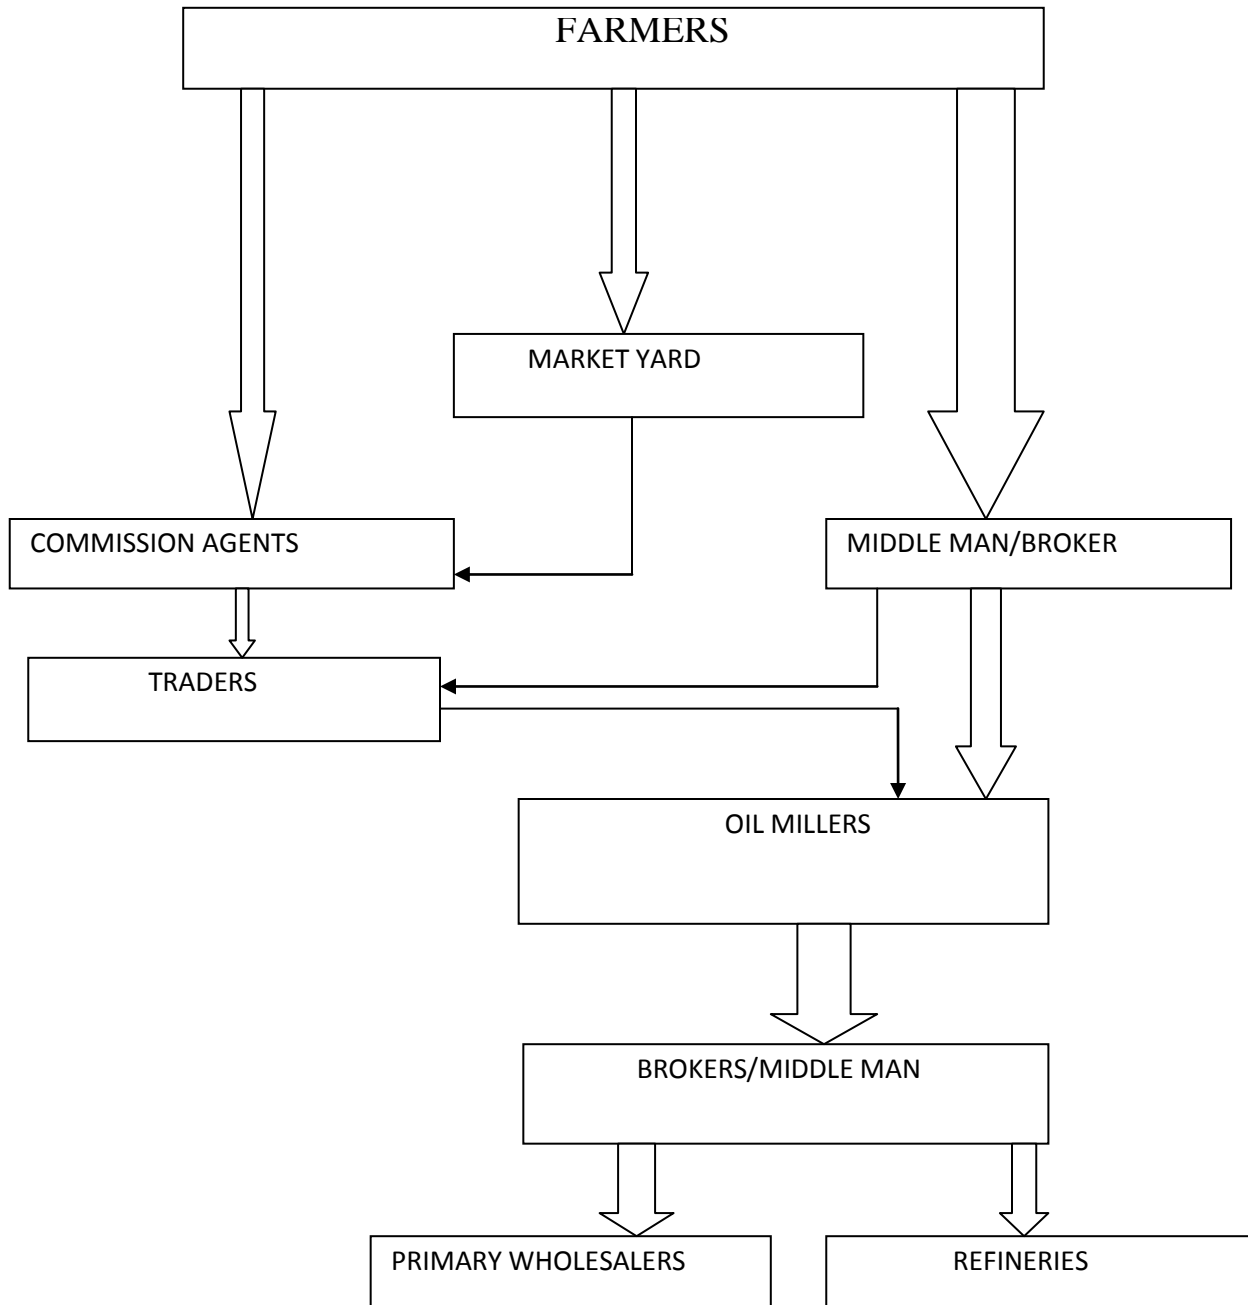 FARMERS
MARKET YARD
COMMISSION AGENTS
MIDDLE MAN/BROKER
TRADERS
OIL MILLERS
BROKERS/MIDDLE MAN
PRIMARY WHOLESALERS
REFINERIES